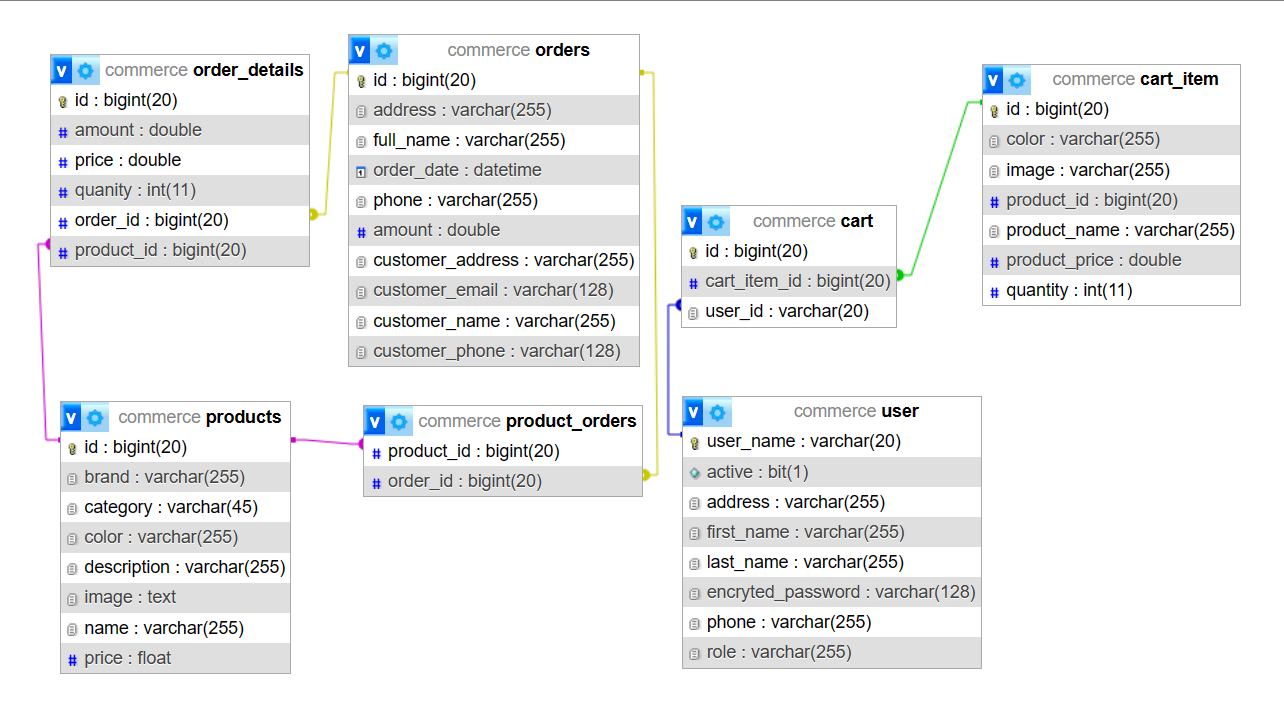 V commerce order_details
id : bigint(20)
amount : double
price : double
quanity : int(11)
order_id : bigint(20)
product_id : bigint(20)
V commerce orders
id : bigint(20)
address : varchar(255)
full_name : varchar(255)
order_date : datetime
phone : varchar(255)
amount : double
customer_address : varchar(255)
customer_email : varchar(128)
customer_name : varchar(255)
customer_phone : varchar(128)
V commerce cart
id : bigint(20)
cart_item_id : bigint(20)
user_id : varchar(20)
V commerce cart_item
id : bigint(20)
color : varchar(255)
image : varchar(255)
product_id : bigint(20)
product_name : varchar(255)
product_price : double
quantity : int(11)
V commerce products
id : bigint(20)
brand : varchar(255)
category : varchar(45)
color : varchar(255)
description : varchar(255)
image : text
name : varchar(255)
price : float
V commerce product_orders
product_id : bigint(20)
order_id : bigint(20)
V commerce user
user_name : varchar(20)
active : bit(1)
address : varchar(255)
first_name : varchar(255)
last_name : varchar(255)
encryted_password : varchar(128)
phone : varchar(255)
role : varchar(255)